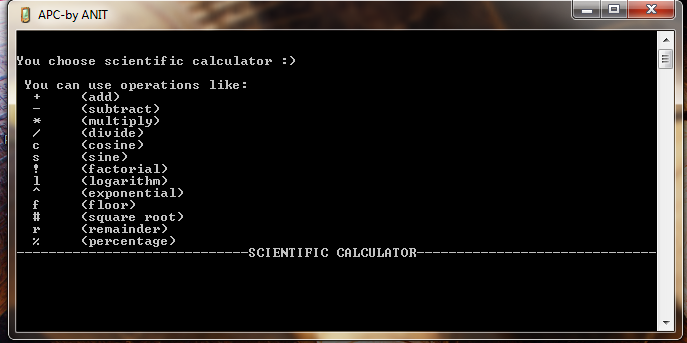 APC-by ANIT
You choose scientific calculator :)
You can use operations like:
+ (add)
- (subtract)
* (multiply)
/ (divide)
c (cosine)
s (sine)
! (factorial)
l (logarithm)
^ (exponential)
f (floor)
# (square root)
r (remainder)
% (percentage)
-----------------------------SCIENTIFIC CALCULATOR------------------------------